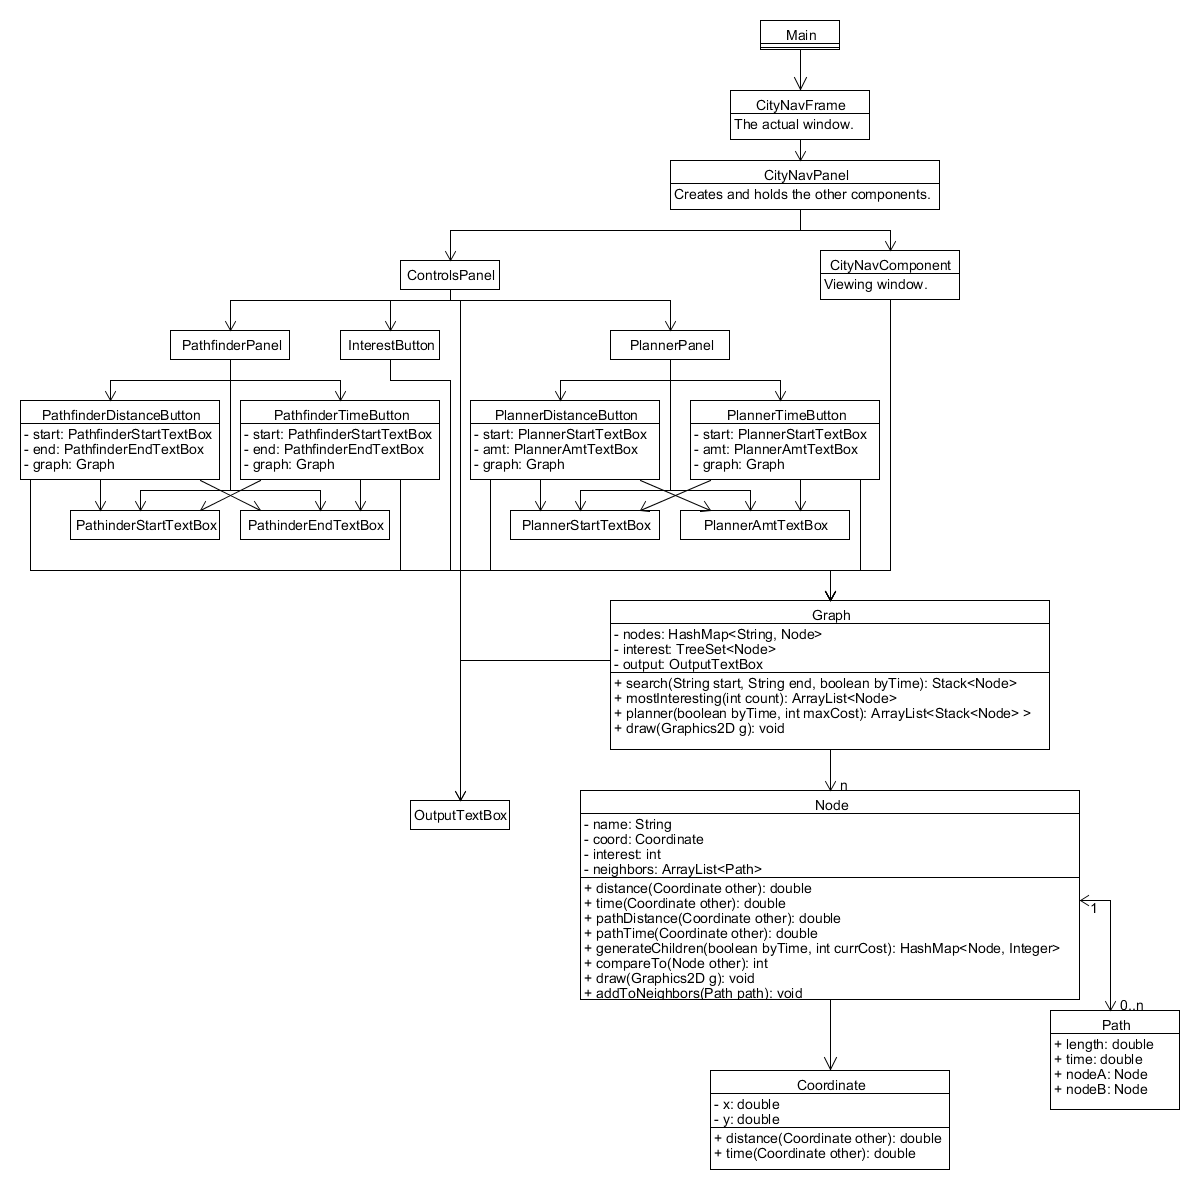 Main
CityNavFrame
The actual window.
CityNavPanel
Creates and holds the other components.
ControlsPanel
CityNavComponent
Viewing window.
PathfinderPanel
InterestButton
PlannerPanel
PathfinderDistanceButton
- start: PathfinderStartTextBox
- end: PathfinderEndTextBox
- graph: Graph
PathfinderTimeButton
- start: PathfinderStartTextBox
- end: PathfinderEndTextBox
- graph: Graph
PlannerDistanceButton
- start: PlannerStartTextBox
- amt: PlannerAmtTextBox
- graph: Graph
PlannerTimeButton
- start: PlannerStartTextBox
- amt: PlannerAmtTextBox
- graph: Graph
PathinderStartTextBox
PathinderEndTextBox
PlannerStartTextBox
PlannerAmtTextBox
Graph
- nodes: HashMap<String, Node>
- interest: TreeSet<Node>
- output: OutputTextBox
+ search(String start, String end, boolean byTime): Stack<Node>
+ mostInteresting(int count): ArrayList<Node>
+ planner(boolean byTime, int maxCost): ArrayList<Stack<Node> >
+ draw(Graphics2D g): void
n
OutputTextBox
Node
- name: String
- coord: Coordinate
- interest: int
- neighbors: ArrayList<Path>
+ distance(Coordinate other): double
+ time(Coordinate other): double
+ pathDistance(Coordinate other): double
+ pathTime(Coordinate other): double
+ generateChildren(boolean byTime, int currCost): HashMap<Node, Integer>
+ compareTo(Node other): int
+ draw(Graphics2D g): void
+ addToNeighbors(Path path): void
1
0..n
Path
+ length: double
+ time: double
+ nodeA: Node
+ nodeB: Node
Coordinate
- x: double
- y: double
+ distance(Coordinate other): double
+ time(Coordinate other): double